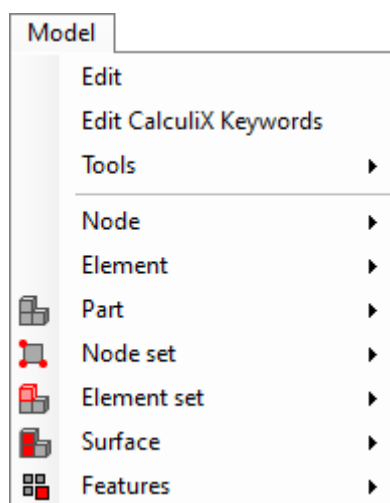 Model
Edit
Edit CalculiX Keywords
Tools
Node
Element
Part
Node set
Element set
Surface
Features